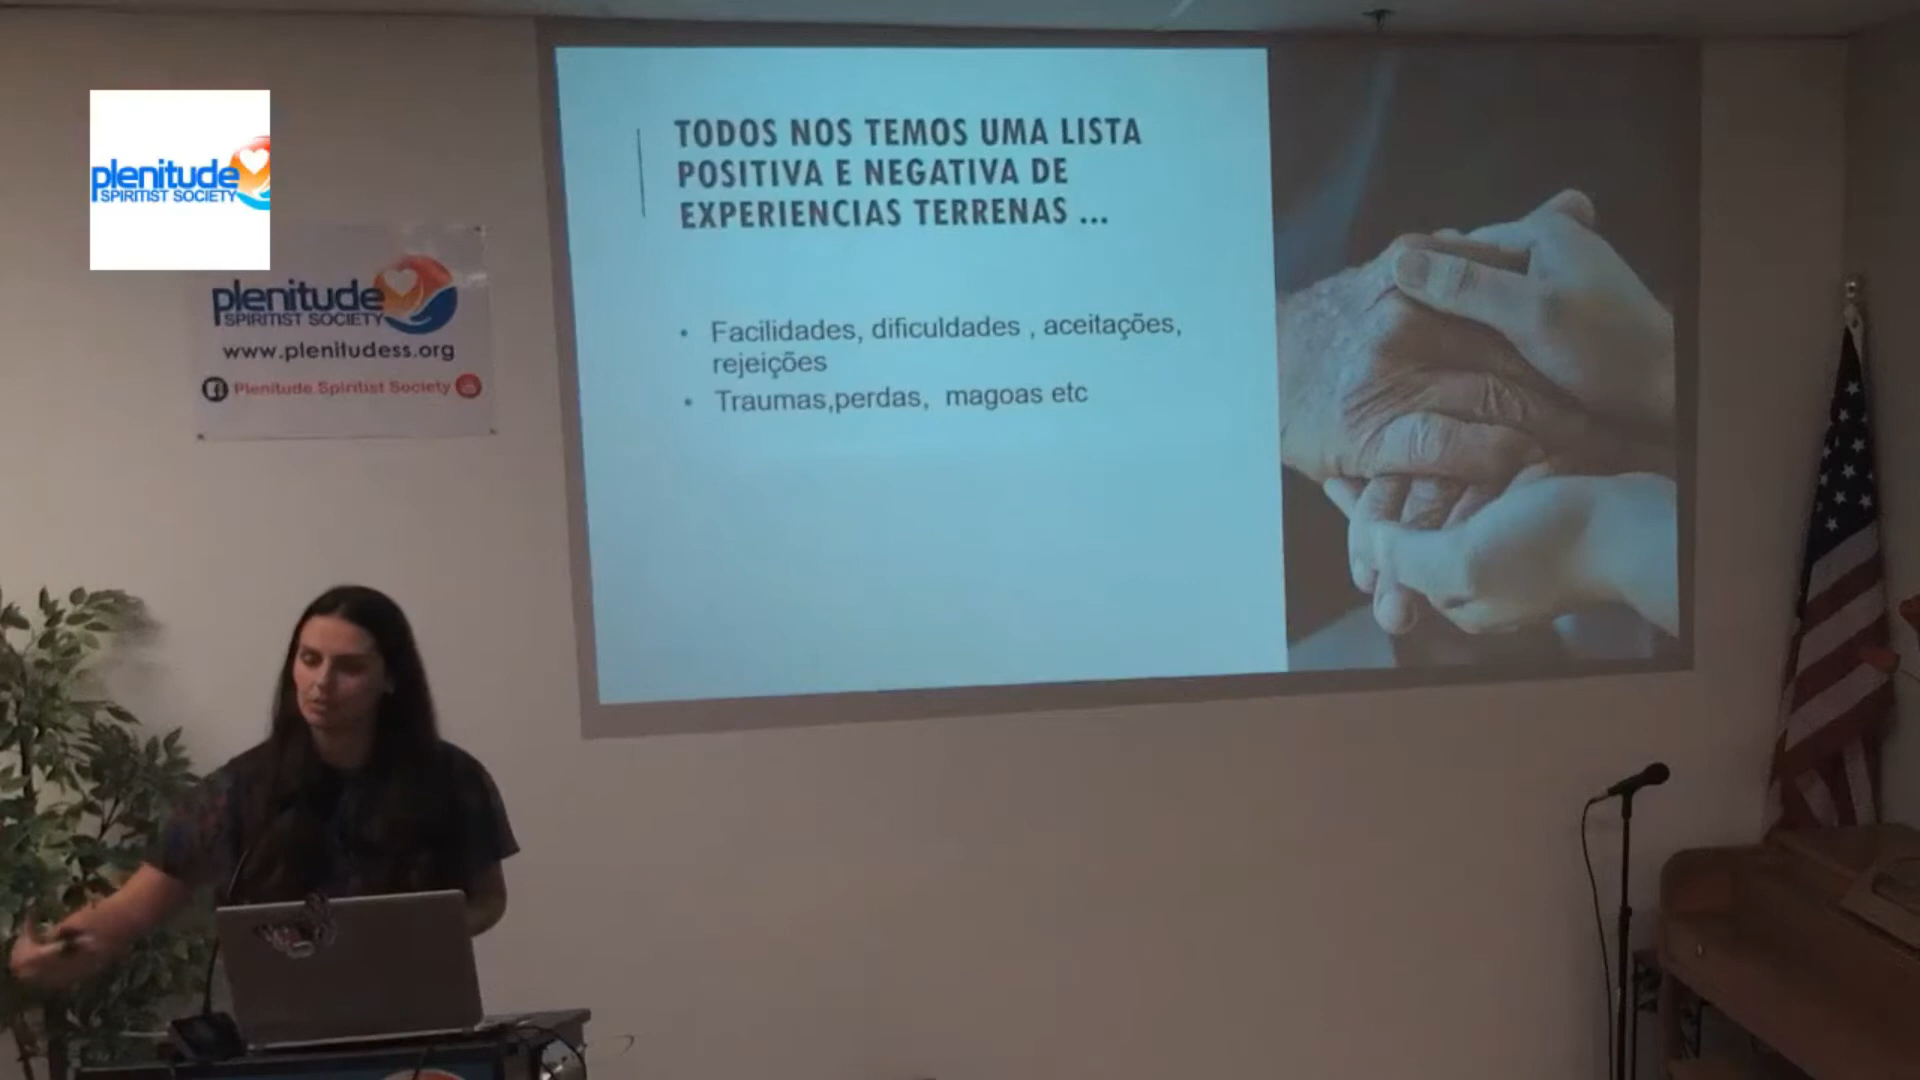 plenitude
SPIRITIST SOCIETY
plenitude
SPIRITIST SOCIETY
www.plenitudess.org
Plenitude Spiritist Society
TODOS NOS TEMOS UMA LISTA
POSITIVA E NEGATIVA DE
EXPERIENCIAS TERRENAS ...
• Facilidades, dificuldades , aceitações,
rejeições
• Traumas,perdas, magoas etc